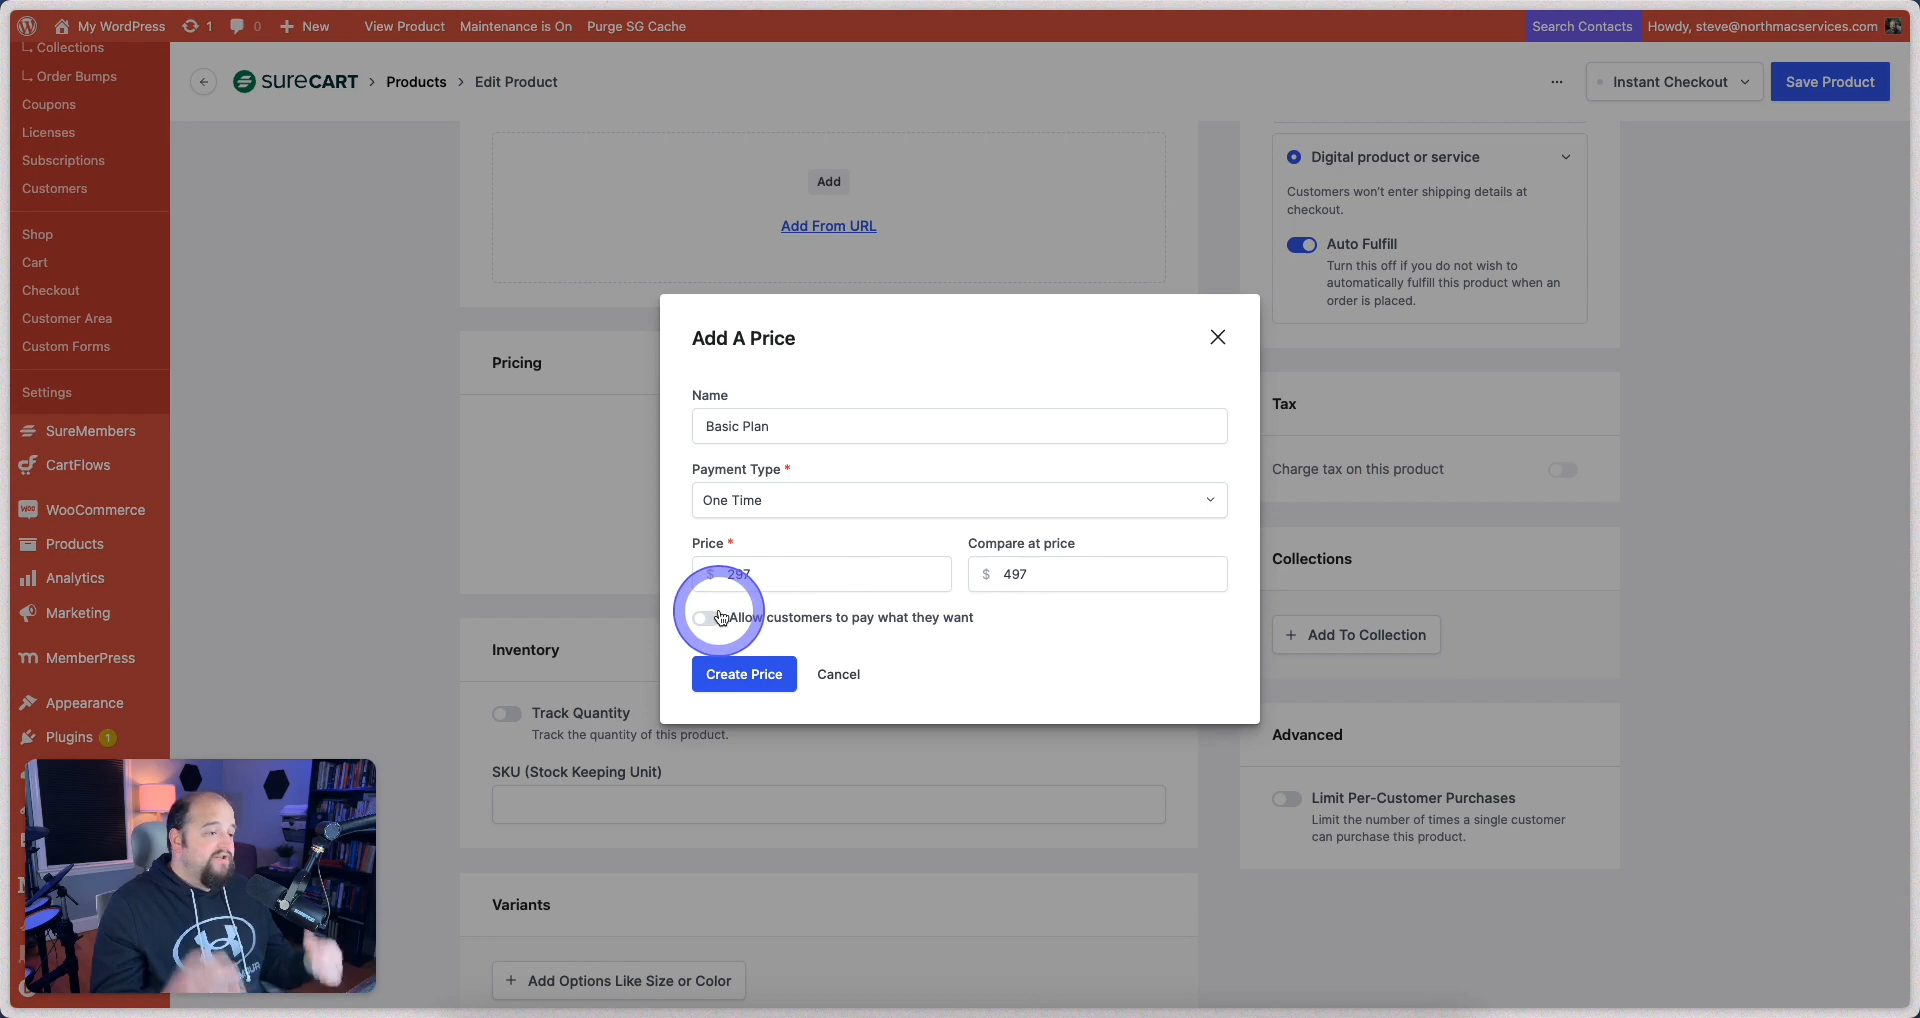 My WordPress
1
0
New
View Product
Maintenance is On
Purge SG Cache
Search Contacts
Howdy, steve@northmacservices.com
Collections
Order Bumps
Coupons
Licenses
Subscriptions
Customers
Shop
Cart
Checkout
Customer Area
Custom Forms
Settings
SureMembers
CartFlows
WooCommerce
Products
Analytics
Marketing
MemberPress
Appearance
Plugins 1
SURECART > Products > Edit Product
Instant Checkout
Save Product
Add
Add From URL
Pricing
Inventory
Track Quantity
Track the quantity of this product.
SKU (Stock Keeping Unit)
Variants
+ Add Options Like Size or Color
Add A Price
Name
Basic Plan
Payment Type *
One Time
Price *
$ 297
Compare at price
$ 497
Allow customers to pay what they want
Create Price
Cancel
Digital product or service
Customers won't enter shipping details at
checkout.
Auto Fulfill
Turn this off if you do not wish to
automatically fulfill this product when an
order is placed.
Tax
Charge tax on this product
Collections
+ Add To Collection
Advanced
Limit Per-Customer Purchases
Limit the number of times a single customer
can purchase this product.